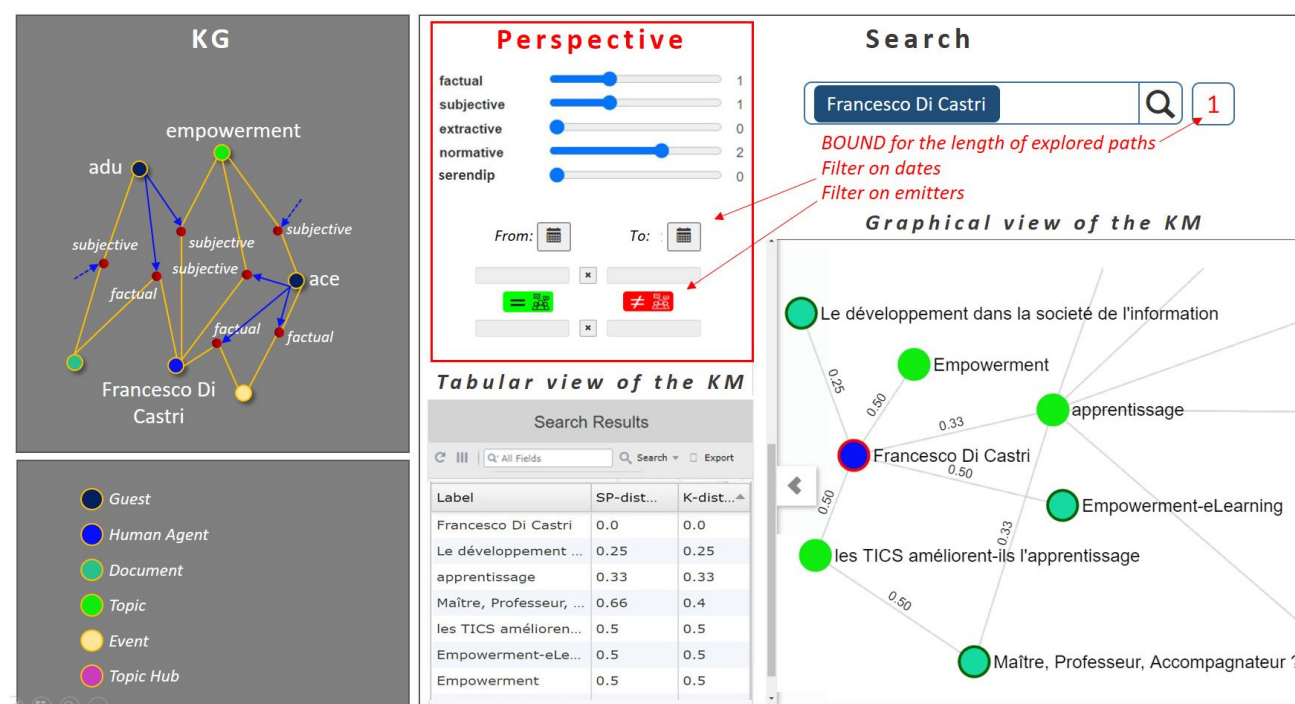 KG
empowerment
adu
subjective
subjective
subjective
subjective
factual
ace
factual
factual
Francesco Di
Castri
Guest
Human Agent
Document
Topic
Event
Topic Hub
Perspective
factual 1
subjective 1
extractive 0
normative 2
serendip 0
From: To:
=
≠
Search
Francesco Di Castri 1
BOUND for the length of explored paths
Filter on dates
Filter on emitters
Tabular view of the KM
Search Results
All Fields Search Export
Label SP-dist... K-dist...
Francesco Di Castri 0.0 0.0
Le développement ... 0.25 0.25
apprentissage 0.33 0.33
Maître, Professeur, ... 0.66 0.4
les TICS amélioren... 0.5 0.5
Empowerment-eLe... 0.5 0.5
Empowerment 0.5 0.5
Graphical view of the KM
Le développement dans la societé de l'information
0.25
Empowerment
0.50
apprentissage
0.33
Francesco Di Castri
0.50
Empowerment-eLearning
0.50
0.33
les TICS améliorent-ils l'apprentissage
0.50
Maître, Professeur, Accompagnateur ?